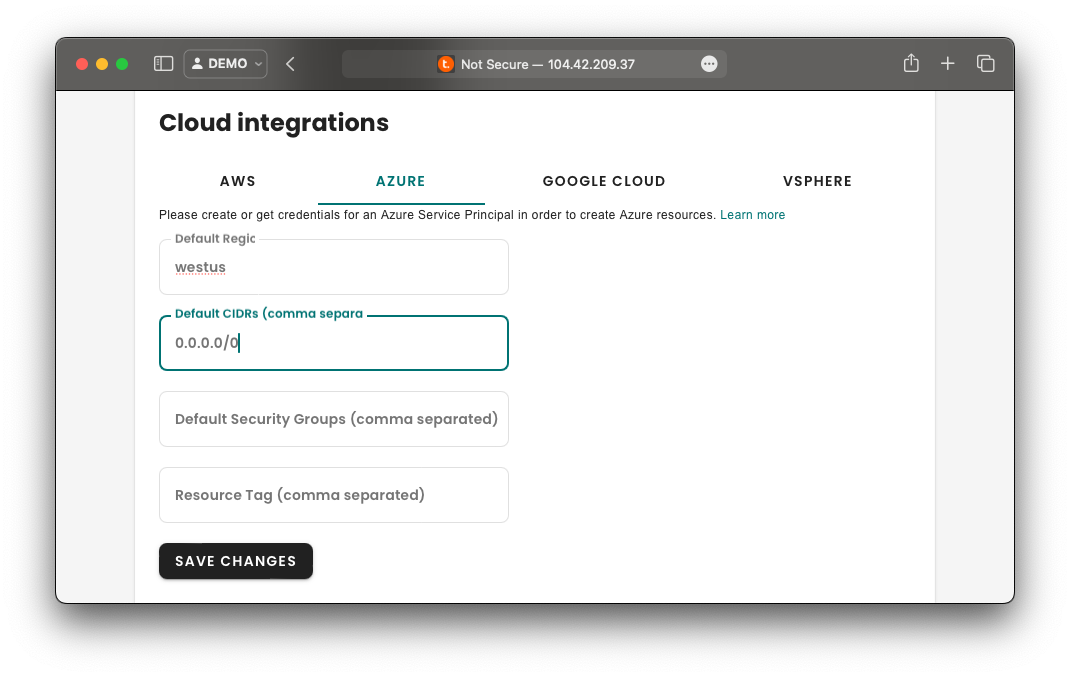 DEMO
t. Not Secure — 104.42.209.37
Cloud integrations
AWS AZURE GOOGLE CLOUD VSPHERE
Please create or get credentials for an Azure Service Principal in order to create Azure resources. Learn more
Default Regic
westus
Default CIDRs (comma separa
0.0.0.0/0
Default Security Groups (comma separated)
Resource Tag (comma separated)
SAVE CHANGES